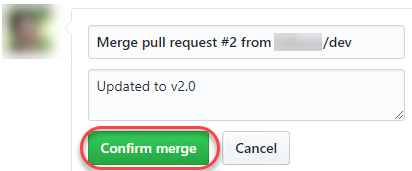 Merge pull request #2 from /dev
Updated to v2.0
Confirm merge Cancel